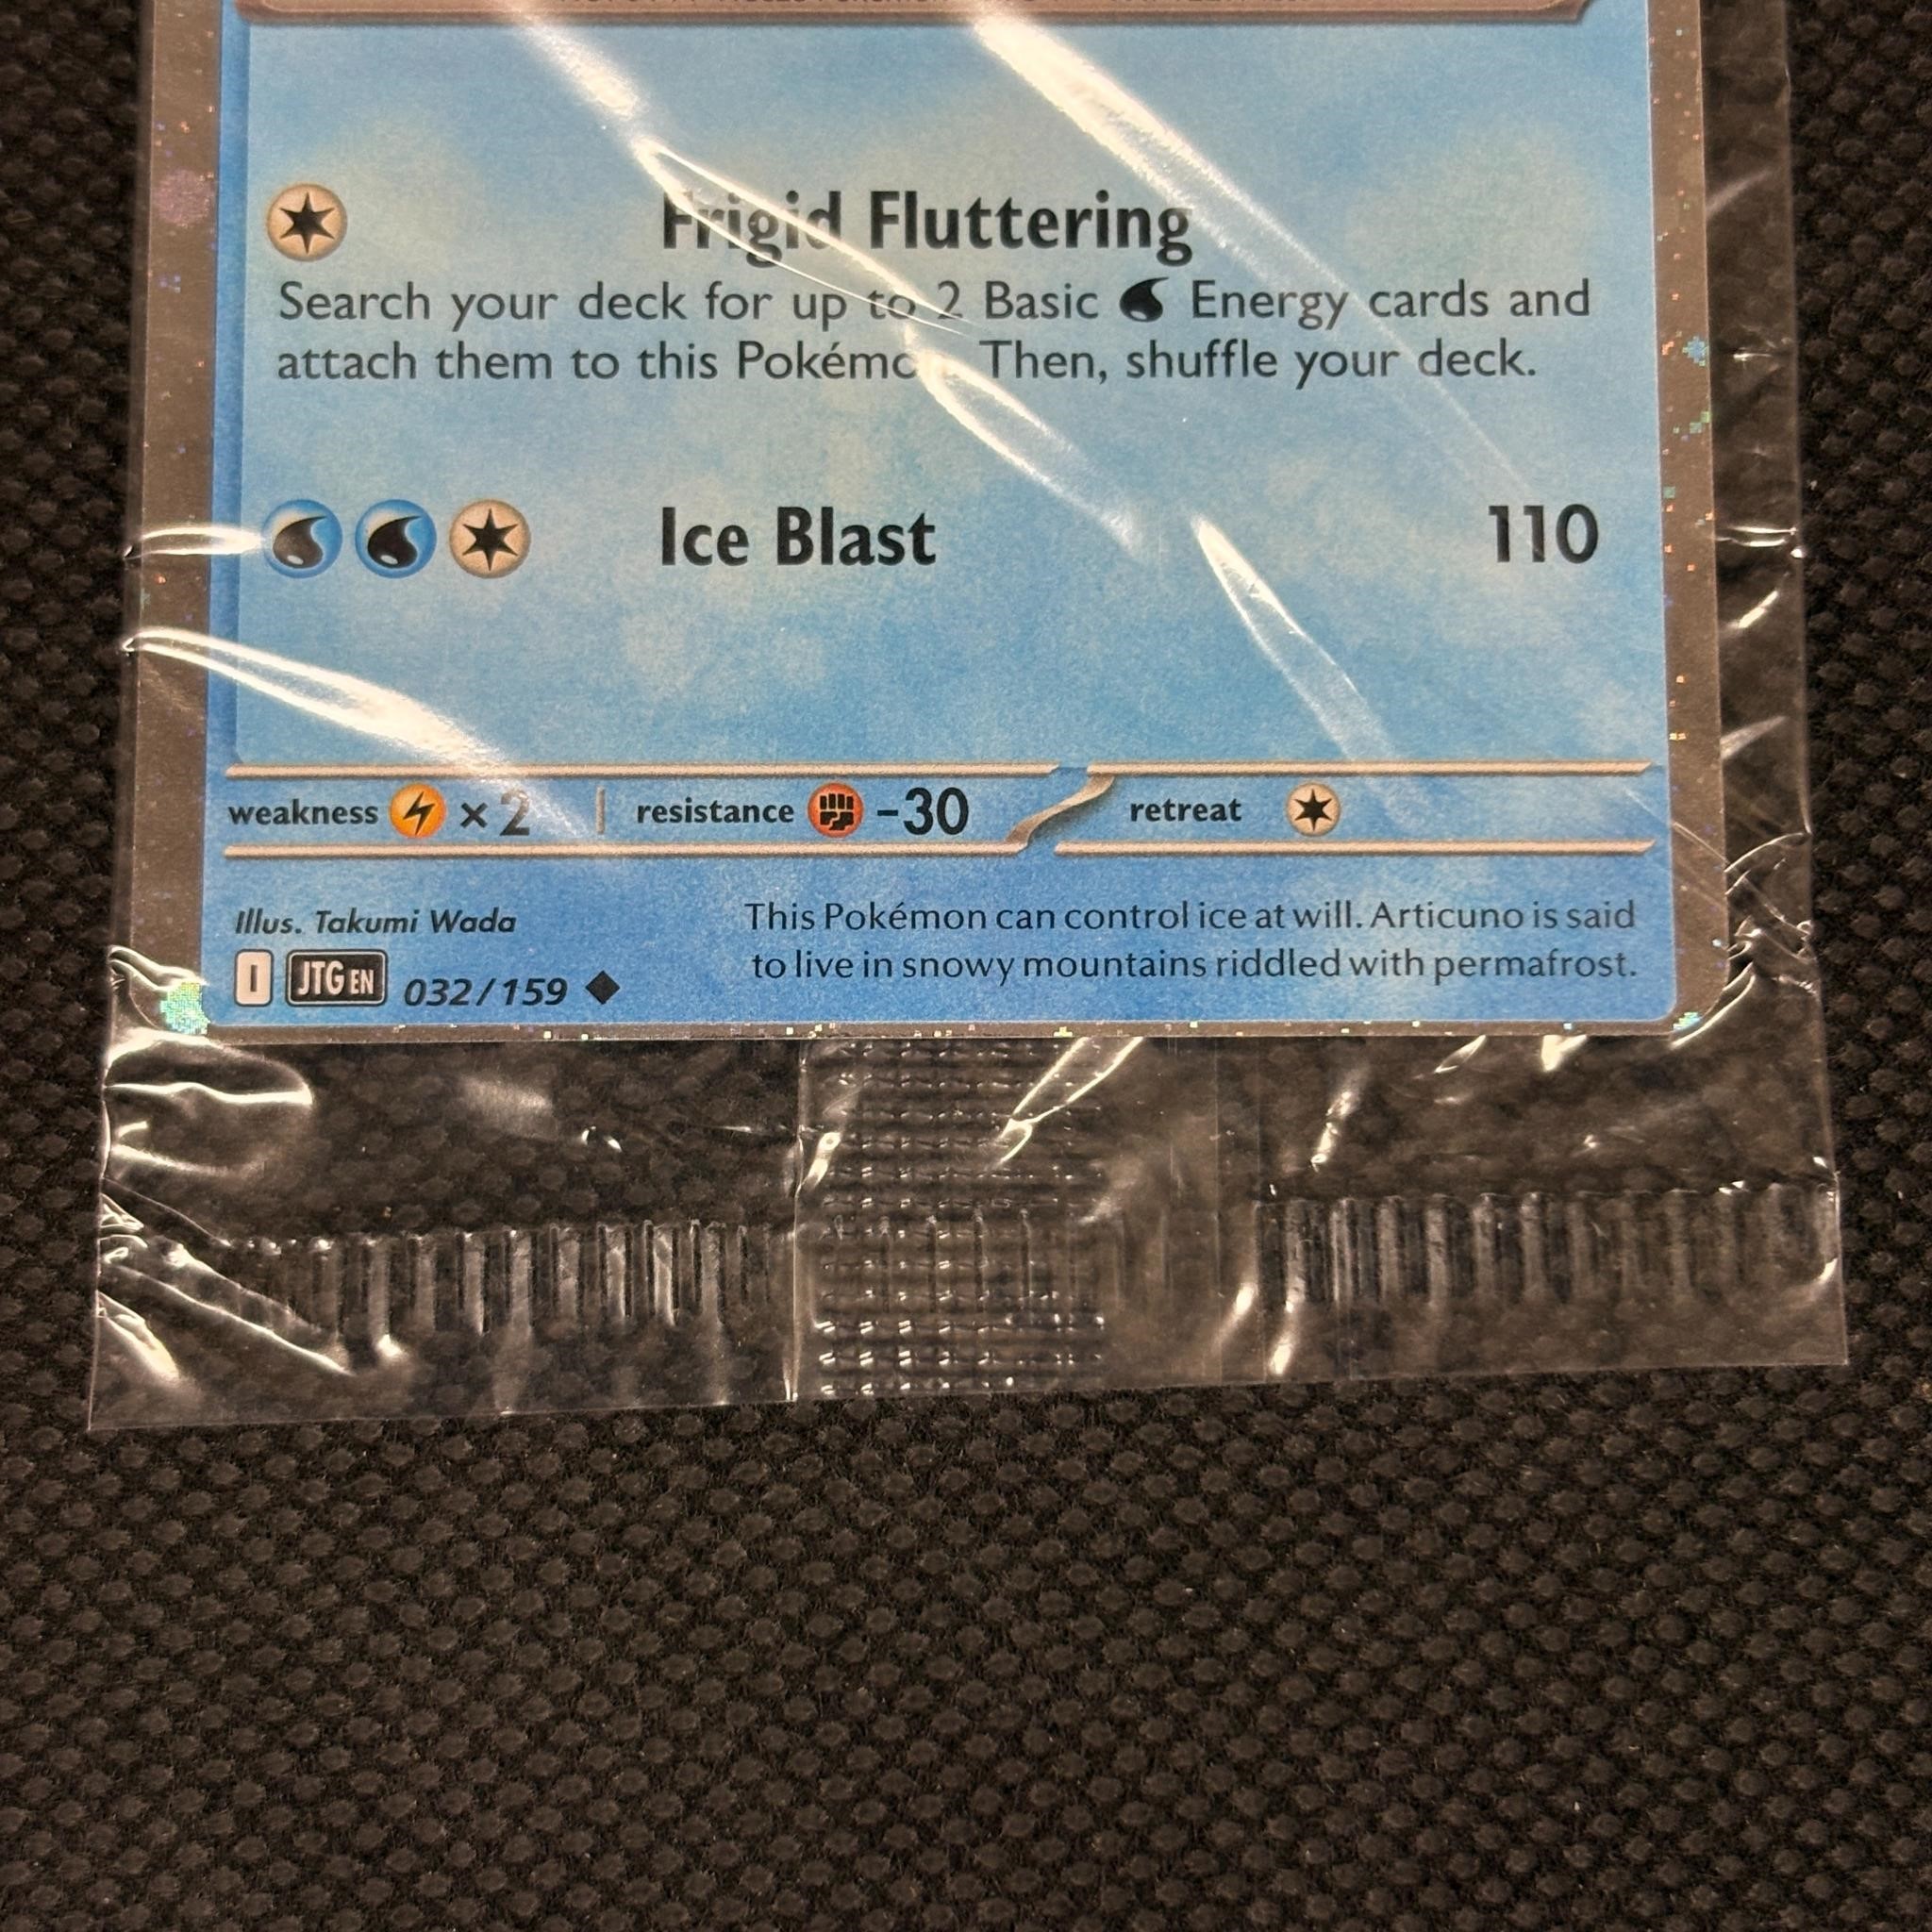 Frigid Fluttering
Search your deck for up to 2 Basic Energy cards and
attach them to this Pokémon. Then, shuffle your deck.
Ice Blast 110
weakness ×2 resistance -30 retreat
Illus. Takumi Wada
This Pokémon can control ice at will. Articuno is said
to live in snowy mountains riddled with permafrost.
I JTG EN 032/159